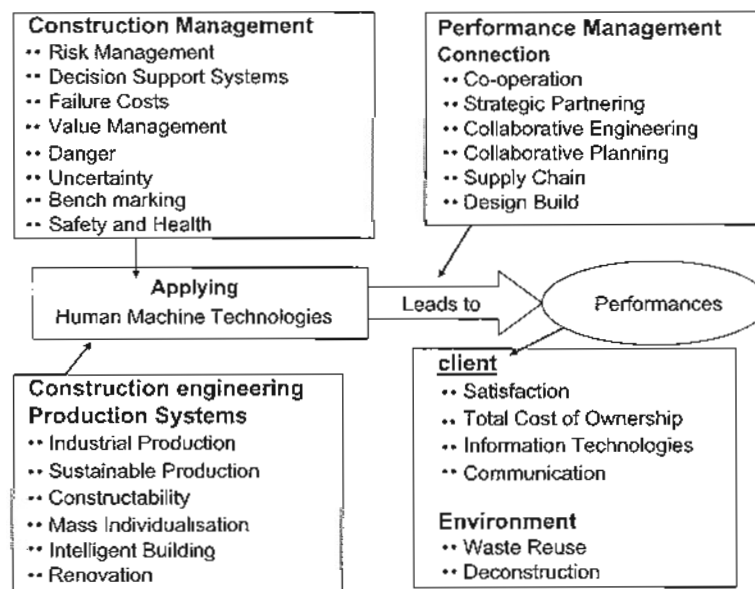 Construction Management
•• Risk Management
•• Decision Support Systems
•• Failure Costs
•• Value Management
•• Danger
•• Uncertainty
•• Bench marking
•• Safety and Health
Performance Management
Connection
•• Co-operation
•• Strategic Partnering
•• Collaborative Engineering
•• Collaborative Planning
•• Supply Chain
•• Design Build
Applying
Human Machine Technologies
Leads to
Performances
Construction engineering
Production Systems
•• Industrial Production
•• Sustainable Production
•• Constructability
•• Mass Individualisation
•• Intelligent Building
•• Renovation
client
•• Satisfaction
•• Total Cost of Ownership
•• Information Technologies
•• Communication
Environment
•• Waste Reuse
•• Deconstruction